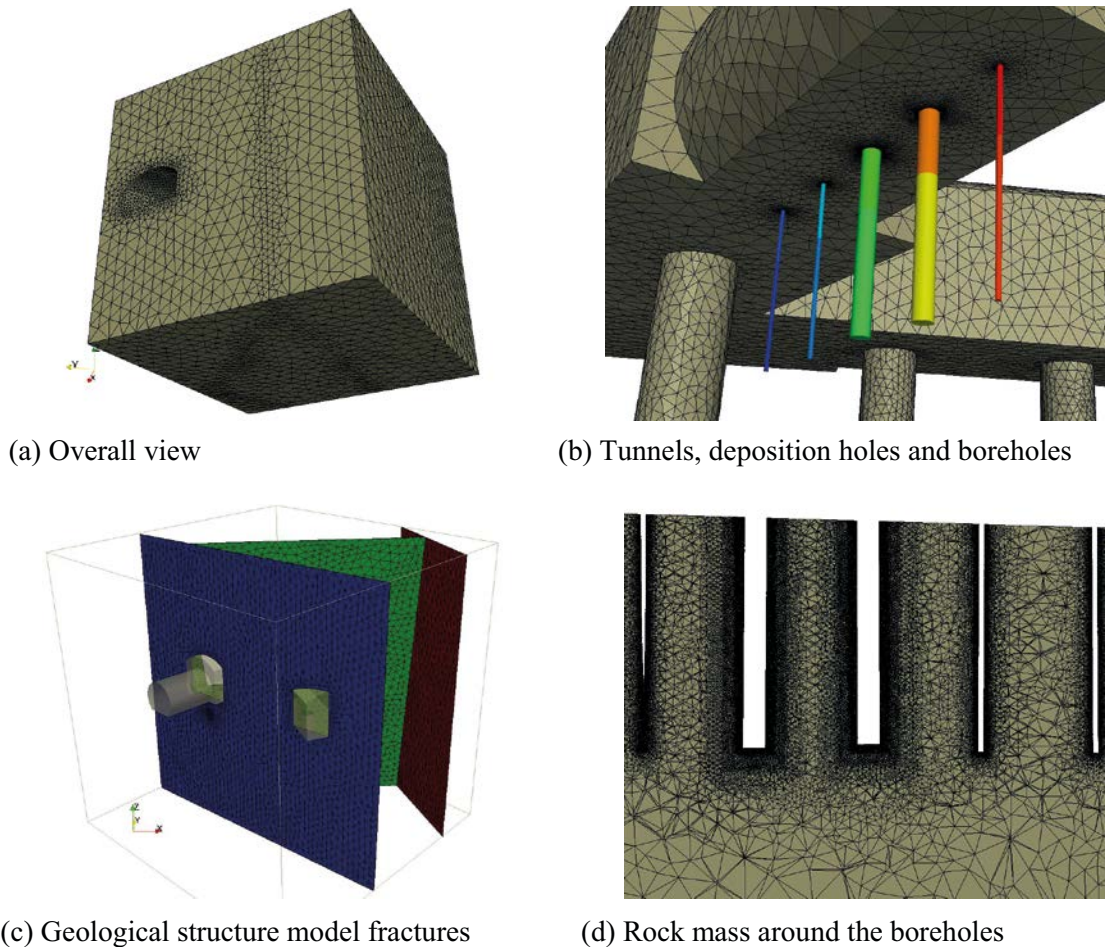 (a) Overall view
(b) Tunnels, deposition holes and boreholes
Y
X
(c) Geological structure model fractures
(d) Rock mass around the boreholes
Z
Y
X